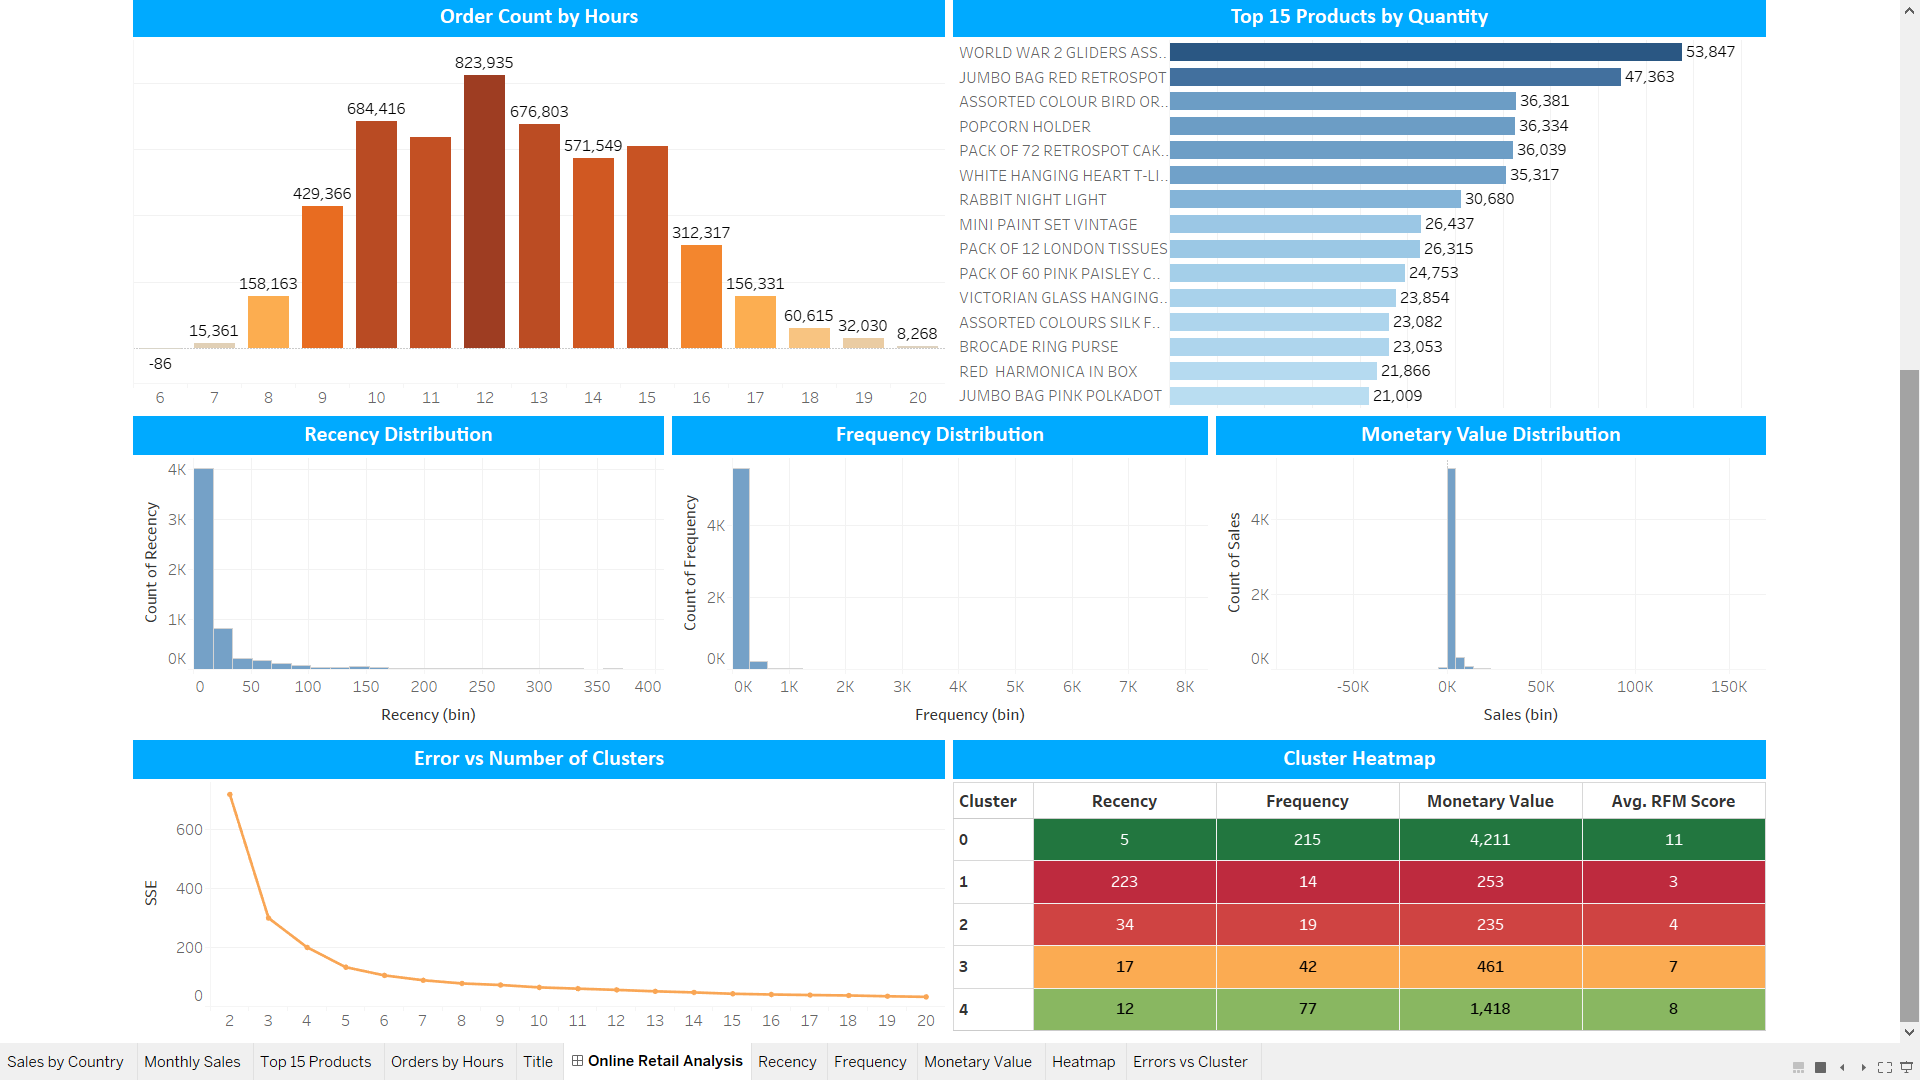 Order Count by Hours
823,935
684,416
676,803
571,549
429,366
312,317
158,163
156,331
15,361
60,615
32,030
8,268
-86
6 7 8 9 10 11 12 13 14 15 16 17 18 19 20
Top 15 Products by Quantity
WORLD WAR 2 GLIDERS ASS.. 53,847
JUMBO BAG RED RETROSPOT 47,363
ASSORTED COLOUR BIRD OR.. 36,381
POPCORN HOLDER 36,334
PACK OF 72 RETROSPOT CAK.. 36,039
WHITE HANGING HEART T-LI.. 35,317
RABBIT NIGHT LIGHT 30,680
MINI PAINT SET VINTAGE 26,437
PACK OF 12 LONDON TISSUES 26,315
PACK OF 60 PINK PAISLEY C.. 24,753
VICTORIAN GLASS HANGING.. 23,854
ASSORTED COLOURS SILK F.. 23,082
BROCADE RING PURSE 23,053
RED  HARMONICA IN BOX 21,866
JUMBO BAG PINK POLKADOT 21,009
Recency Distribution
Count of Recency
4K
3K
2K
1K
0K
0 50 100 150 200 250 300 350 400
Recency (bin)
Frequency Distribution
Count of Frequency
4K
2K
0K
0K 1K 2K 3K 4K 5K 6K 7K 8K
Frequency (bin)
Monetary Value Distribution
Count of Sales
4K
2K
0K
-50K 0K 50K 100K 150K
Sales (bin)
Error vs Number of Clusters
SSE
600
400
200
0
2 3 4 5 6 7 8 9 10 11 12 13 14 15 16 17 18 19 20
Cluster Heatmap
Cluster Recency Frequency Monetary Value Avg. RFM Score
0 5 215 4,211 11
1 223 14 253 3
2 34 19 235 4
3 17 42 461 7
4 12 77 1,418 8
Sales by Country Monthly Sales Top 15 Products Orders by Hours Title Online Retail Analysis Recency Frequency Monetary Value Heatmap Errors vs Cluster